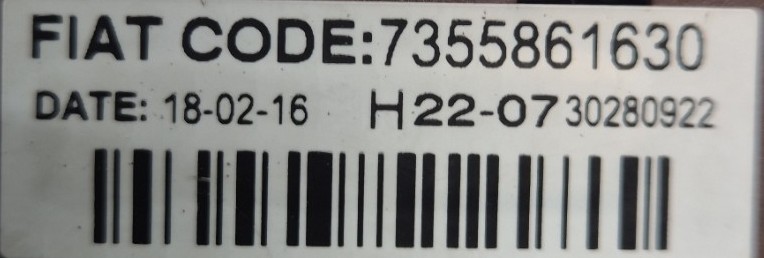 FIAT CODE:7355861630
DATE: 18-02-16 H22-07 30280922